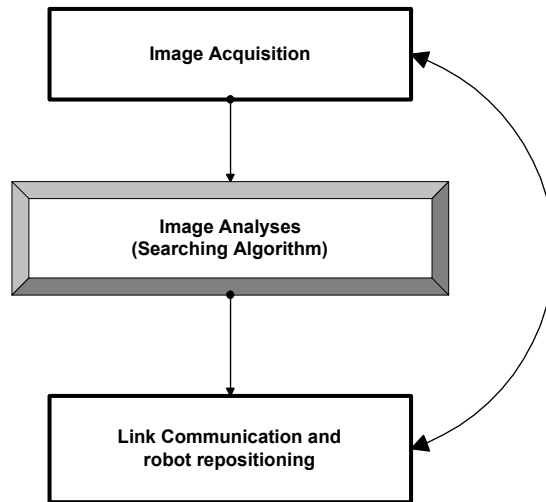 Image Acquisition
Image Analyses
(Searching Algorithm)
Link Communication and
robot repositioning